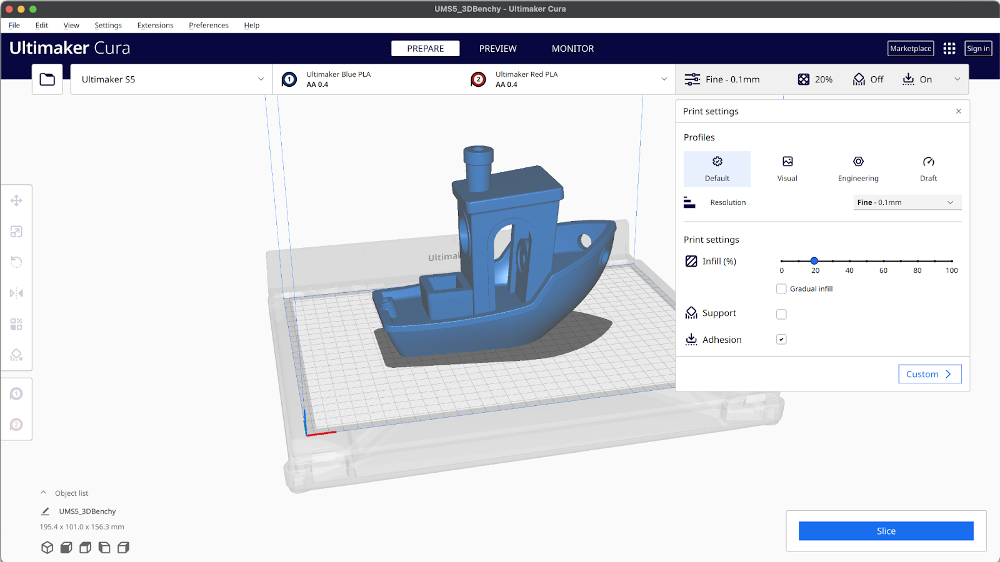 UMS5_3DBenchy - Ultimaker Cura
File Edit View Settings Extensions Preferences Help
Ultimaker Cura
PREPARE PREVIEW MONITOR
Marketplace Sign in
Ultimaker S5
1 Ultimaker Blue PLA
AA 0.4
2 Ultimaker Red PLA
AA 0.4
Fine - 0.1mm 20% Off On
Print settings
Profiles
Default Visual Engineering Draft
Resolution Fine - 0.1mm
Print settings
Infill (%)
0 20 40 60 80 100
Gradual infill
Support
Adhesion
Custom
Ultimak
1
2
Object list
UMS5_3DBenchy
195.4 x 101.0 x 156.3 mm
Slice